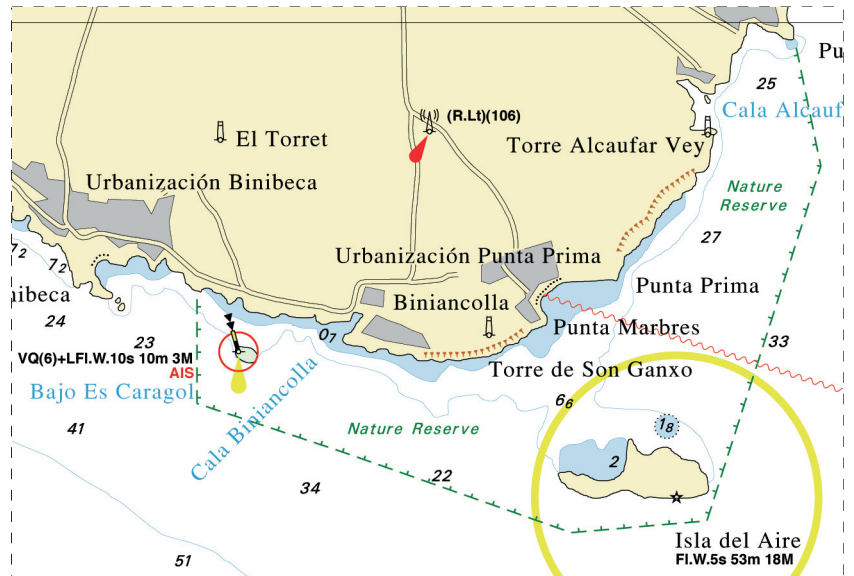 Pu
25
Cala Alcauf
(R.Lt)(106)
El Torret
Torre Alcaufar Vey
Urbanización Binibeca
Nature
Reserve
27
72
72
Urbanización Punta Prima
nibeca
Biniancolla
Punta Prima
24
23
07
Punta Marbres
33
VQ(6)+LFl.W.10s 10m 3M
AIS
Torre de Son Ganxo
Bajo Es Caragol
66
Cala Biniancolla
41
Nature Reserve
18
2
22
34
Isla del Aire
Fl.W.5s 53m 18M
51